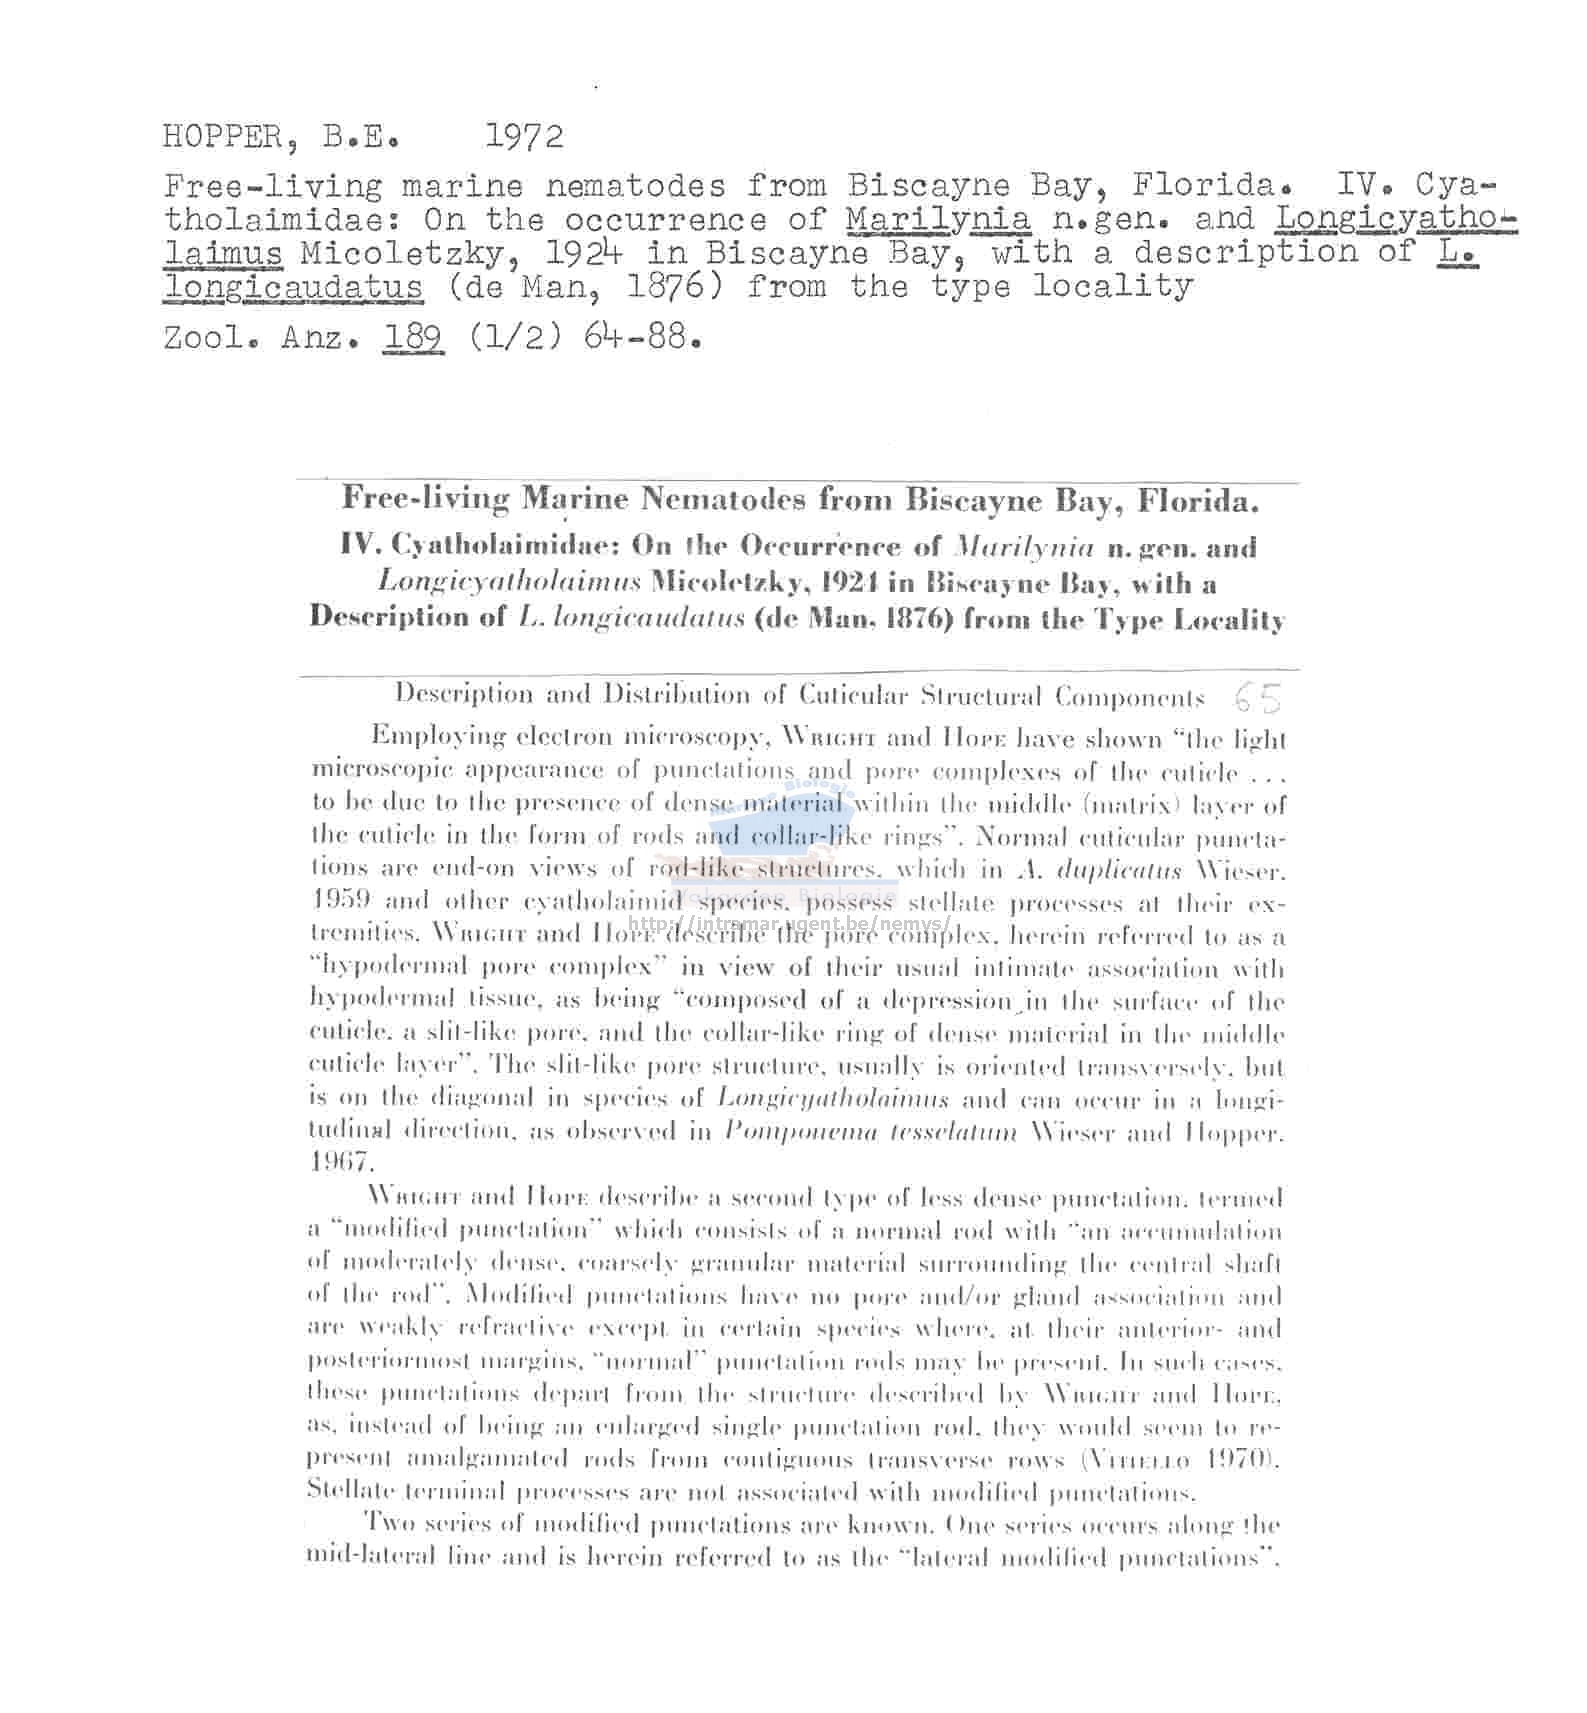 HOPPER, B.E. 1972
Free-living marine nematodes from Biscayne Bay, Florida. IV. Cya-
tholaimidae: On the occurrence of Marilynia n.gen. and Longicyatho-
laimus Micoletzky, 1924 in Biscayne Bay, with a description of L.
longicaudatus (de Man, 1876) from the type locality
Zool. Anz. 189 (1/2) 64-88.
Free-living Marine Nematodes from Biscayne Bay, Florida.
IV. Cyatholaimidae: On the Occurrence of Marilynia n. gen. and
Longicyatholaimus Micoletzky, 1924 in Biscayne Bay, with a
Description of L. longicaudatus (de Man, 1876) from the Type Locality
Description and Distribution of Cuticular Structural Components 65
Employing electron microscopy, WRIGHT and HOPE have shown “the light
microscopic appearance of punctations and pore complexes of the cuticle ...
to be due to the presence of dense material within the middle (matrix) layer of
the cuticle in the form of rods and collar-like rings”. Normal cuticular puncta-
tions are end-on views of rod-like structures, which in A. duplicatus Wieser,
1959 and other cyatholaimid species, possess stellate processes at their ex-
tremities. WRIGHT and HOPE describe the pore complex, herein referred to as a
“hypodermal pore complex” in view of their usual intimate association with
hypodermal tissue, as being “composed of a depression in the surface of the
cuticle, a slit-like pore, and the collar-like ring of dense material in the middle
cuticle layer”. The slit-like pore structure, usually is oriented transversely, but
is on the diagonal in species of Longicyatholaimus and can occur in a longi-
tudinal direction, as observed in Pomponema tesselatum Wieser and Hopper,
1967.
WRIGHT and HOPE describe a second type of less dense punctation, termed
a “modified punctation” which consists of a normal rod with “an accumulation
of moderately dense, coarsely granular material surrounding the central shaft
of the rod”. Modified punctations have no pore and/or gland association and
are weakly refractive except in certain species where, at their anterior- and
posteriormost margins, “normal” punctation rods may be present. In such cases,
these punctations depart from the structure described by WRIGHT and HOPE,
as, instead of being an enlarged single punctation rod, they would seem to re-
present amalgamated rods from contiguous transverse rows (VITIELLO 1970).
Stellate terminal processes are not associated with modified punctations.
Two series of modified punctations are known. One series occurs along the
mid-lateral line and is herein referred to as the “lateral modified punctations”.
Mariene Biologie
Biologie
http://intramar.ugent.be/nemys/